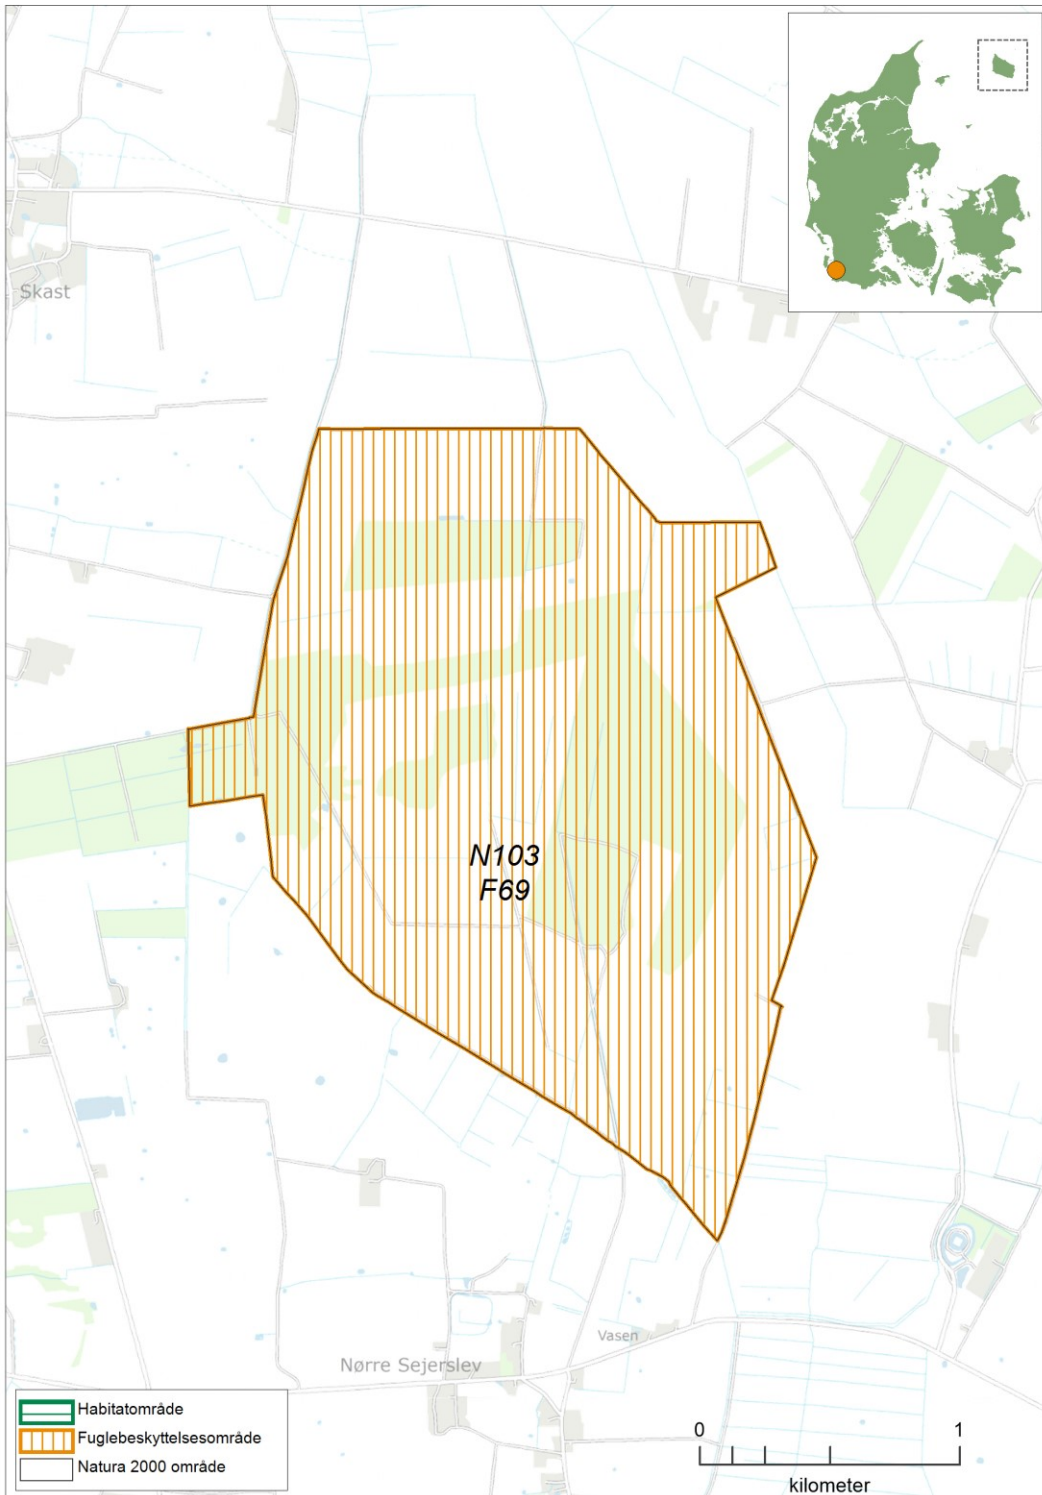 Skast
N103
F69
Vasen
Nørre Sejerslev
Habitatområde
Fuglebeskyttelsesområde
Natura 2000 område
0 1
kilometer